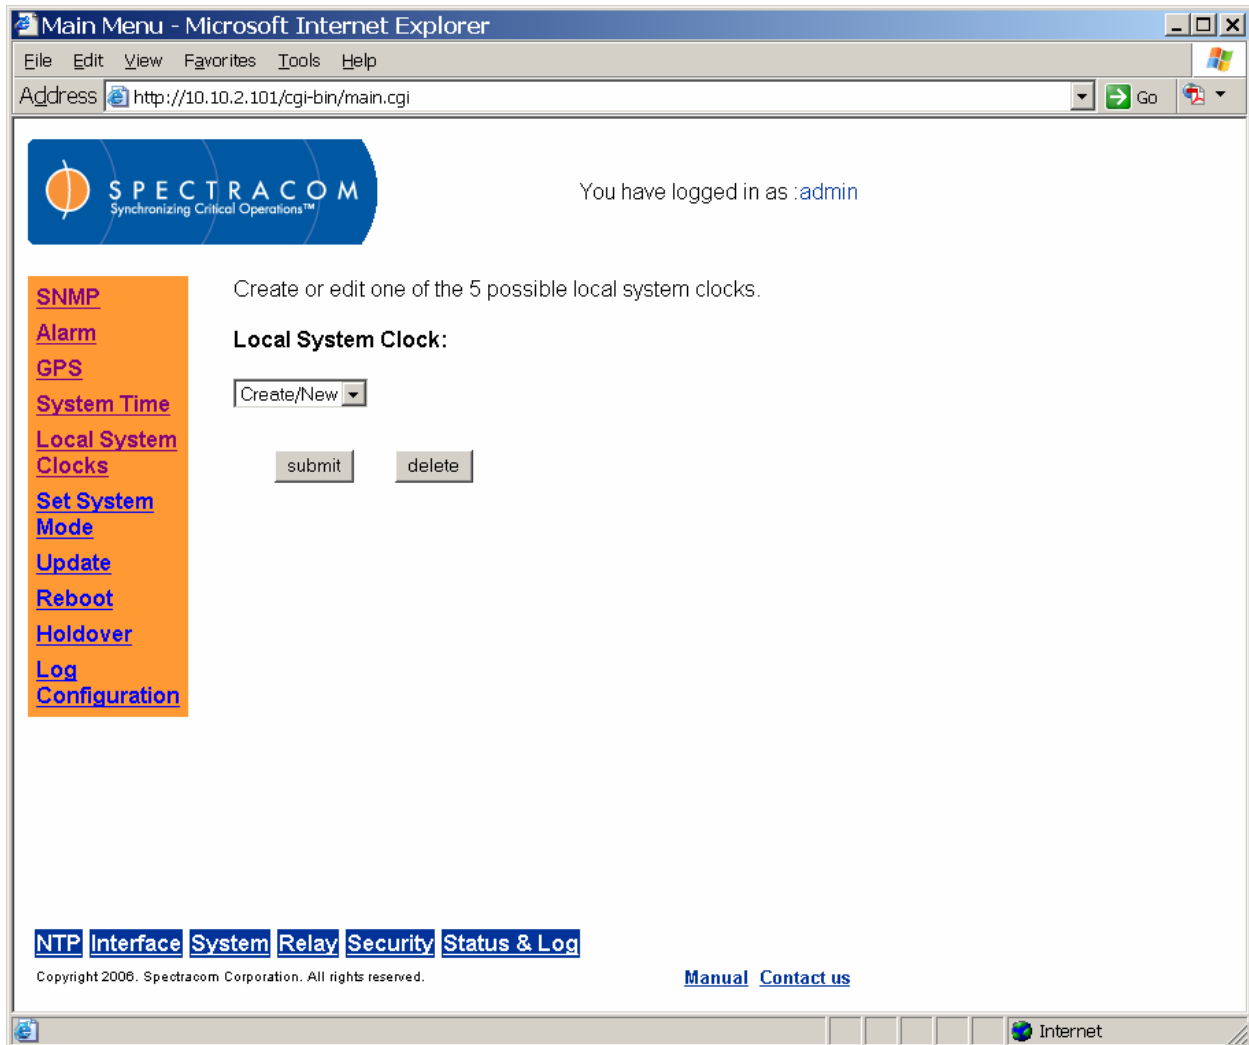 Main Menu - Microsoft Internet Explorer
File Edit View Favorites Tools Help
Address http://10.10.2.101/cgi-bin/main.cgi Go
SPECTRACOM
Synchronizing Critical Operations™
You have logged in as :admin
SNMP
Alarm
GPS
System Time
Local System
Clocks
Set System
Mode
Update
Reboot
Holdover
Log
Configuration
Create or edit one of the 5 possible local system clocks.
Local System Clock:
Create/New
submit delete
NTP Interface System Relay Security Status & Log
Copyright 2006. Spectracom Corporation. All rights reserved.
Manual Contact us
Internet